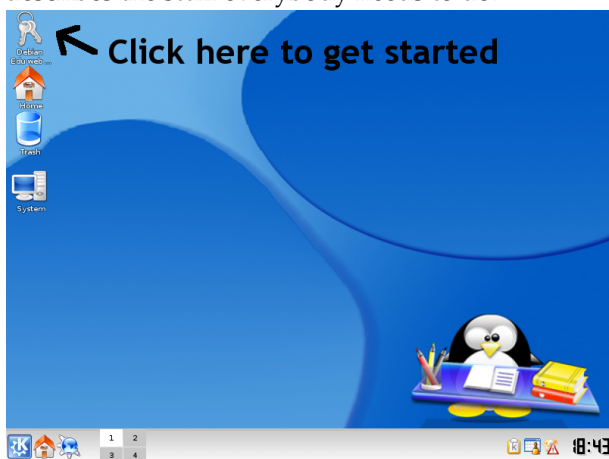 Click here to get started
Debian
Edu web ...
Home
Trash
System
1 2
3 4
18:43